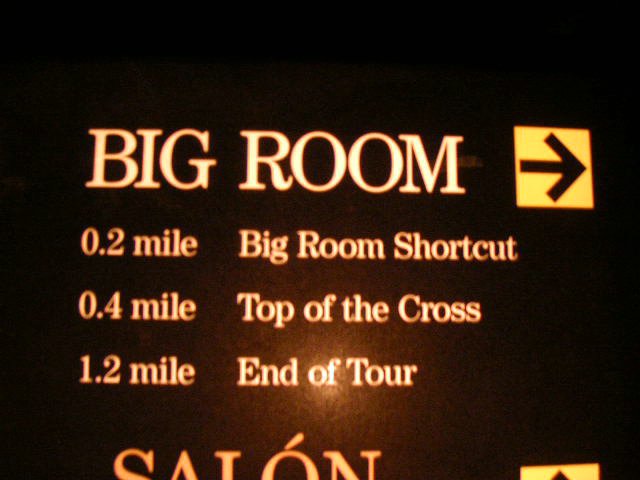 BIG ROOM
0.2 mile Big Room Shortcut
0.4 mile Top of the Cross
1.2 mile End of Tour
SALÓN